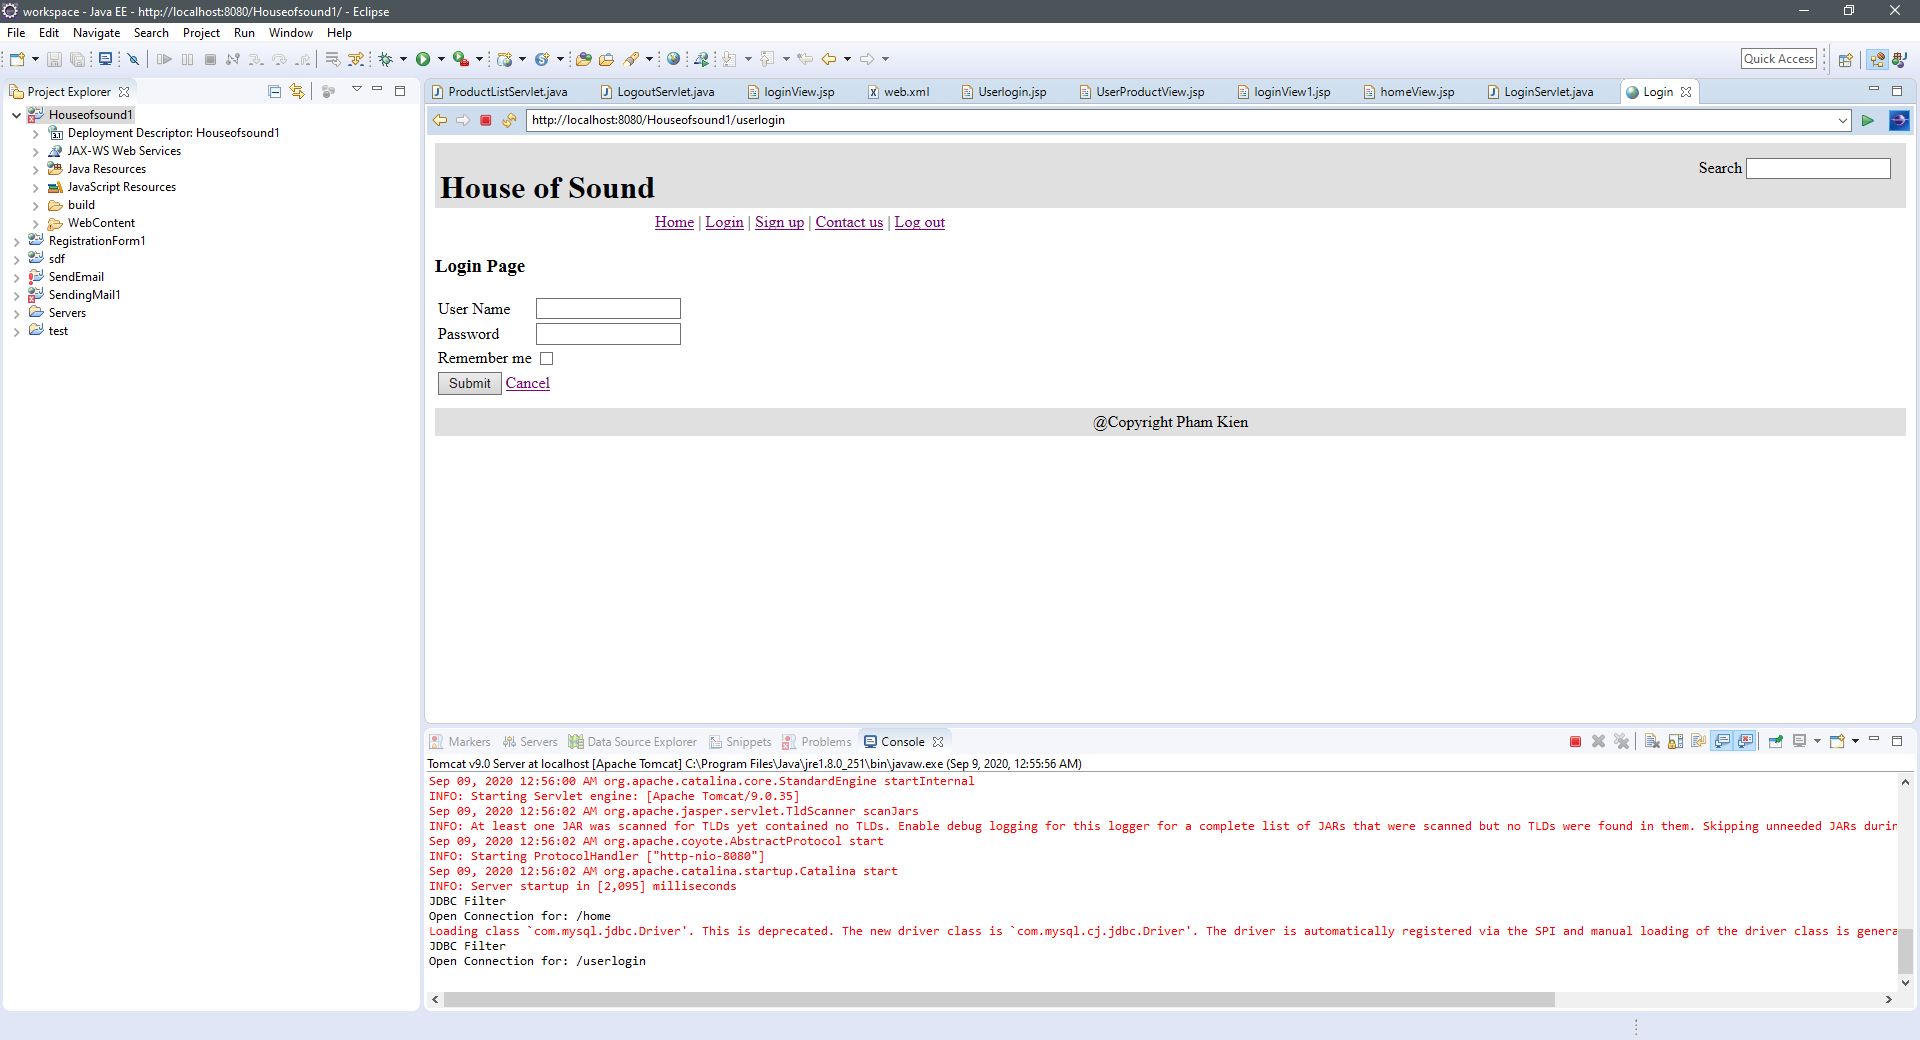 workspace - Java EE - http://localhost:8080/Houseofsound1/ - Eclipse
File Edit Navigate Search Project Run Window Help
Quick Access
Project Explorer
Houseofsound1
Deployment Descriptor: Houseofsound1
JAX-WS Web Services
Java Resources
JavaScript Resources
build
WebContent
RegistrationForm1
sdf
SendEmail
SendingMail1
Servers
test
ProductListServlet.java LogoutServlet.java loginView.jsp web.xml Userlogin.jsp UserProductView.jsp loginView1.jsp homeView.jsp LoginServlet.java Login
http://localhost:8080/Houseofsound1/userlogin
Search
House of Sound
Home | Login | Sign up | Contact us | Log out
Login Page
User Name
Password
Remember me
Submit Cancel
@Copyright Pham Kien
Markers Servers Data Source Explorer Snippets Problems Console
Tomcat v9.0 Server at localhost [Apache Tomcat] C:\Program Files\Java\jre1.8.0_251\bin\javaw.exe (Sep 9, 2020, 12:55:56 AM)
Sep 09, 2020 12:56:00 AM org.apache.catalina.core.StandardEngine startInternal
INFO: Starting Servlet engine: [Apache Tomcat/9.0.35]
Sep 09, 2020 12:56:02 AM org.apache.jasper.servlet.TldScanner scanJars
INFO: At least one JAR was scanned for TLDs yet contained no TLDs. Enable debug logging for this logger for a complete list of JARs that were scanned but no TLDs were found in them. Skipping unneeded JARs durin
Sep 09, 2020 12:56:02 AM org.apache.coyote.AbstractProtocol start
INFO: Starting ProtocolHandler ["http-nio-8080"]
Sep 09, 2020 12:56:02 AM org.apache.catalina.startup.Catalina start
INFO: Server startup in [2,095] milliseconds
JDBC Filter
Open Connection for: /home
Loading class `com.mysql.jdbc.Driver'. This is deprecated. The new driver class is `com.mysql.cj.jdbc.Driver'. The driver is automatically registered via the SPI and manual loading of the driver class is genera
JDBC Filter
Open Connection for: /userlogin